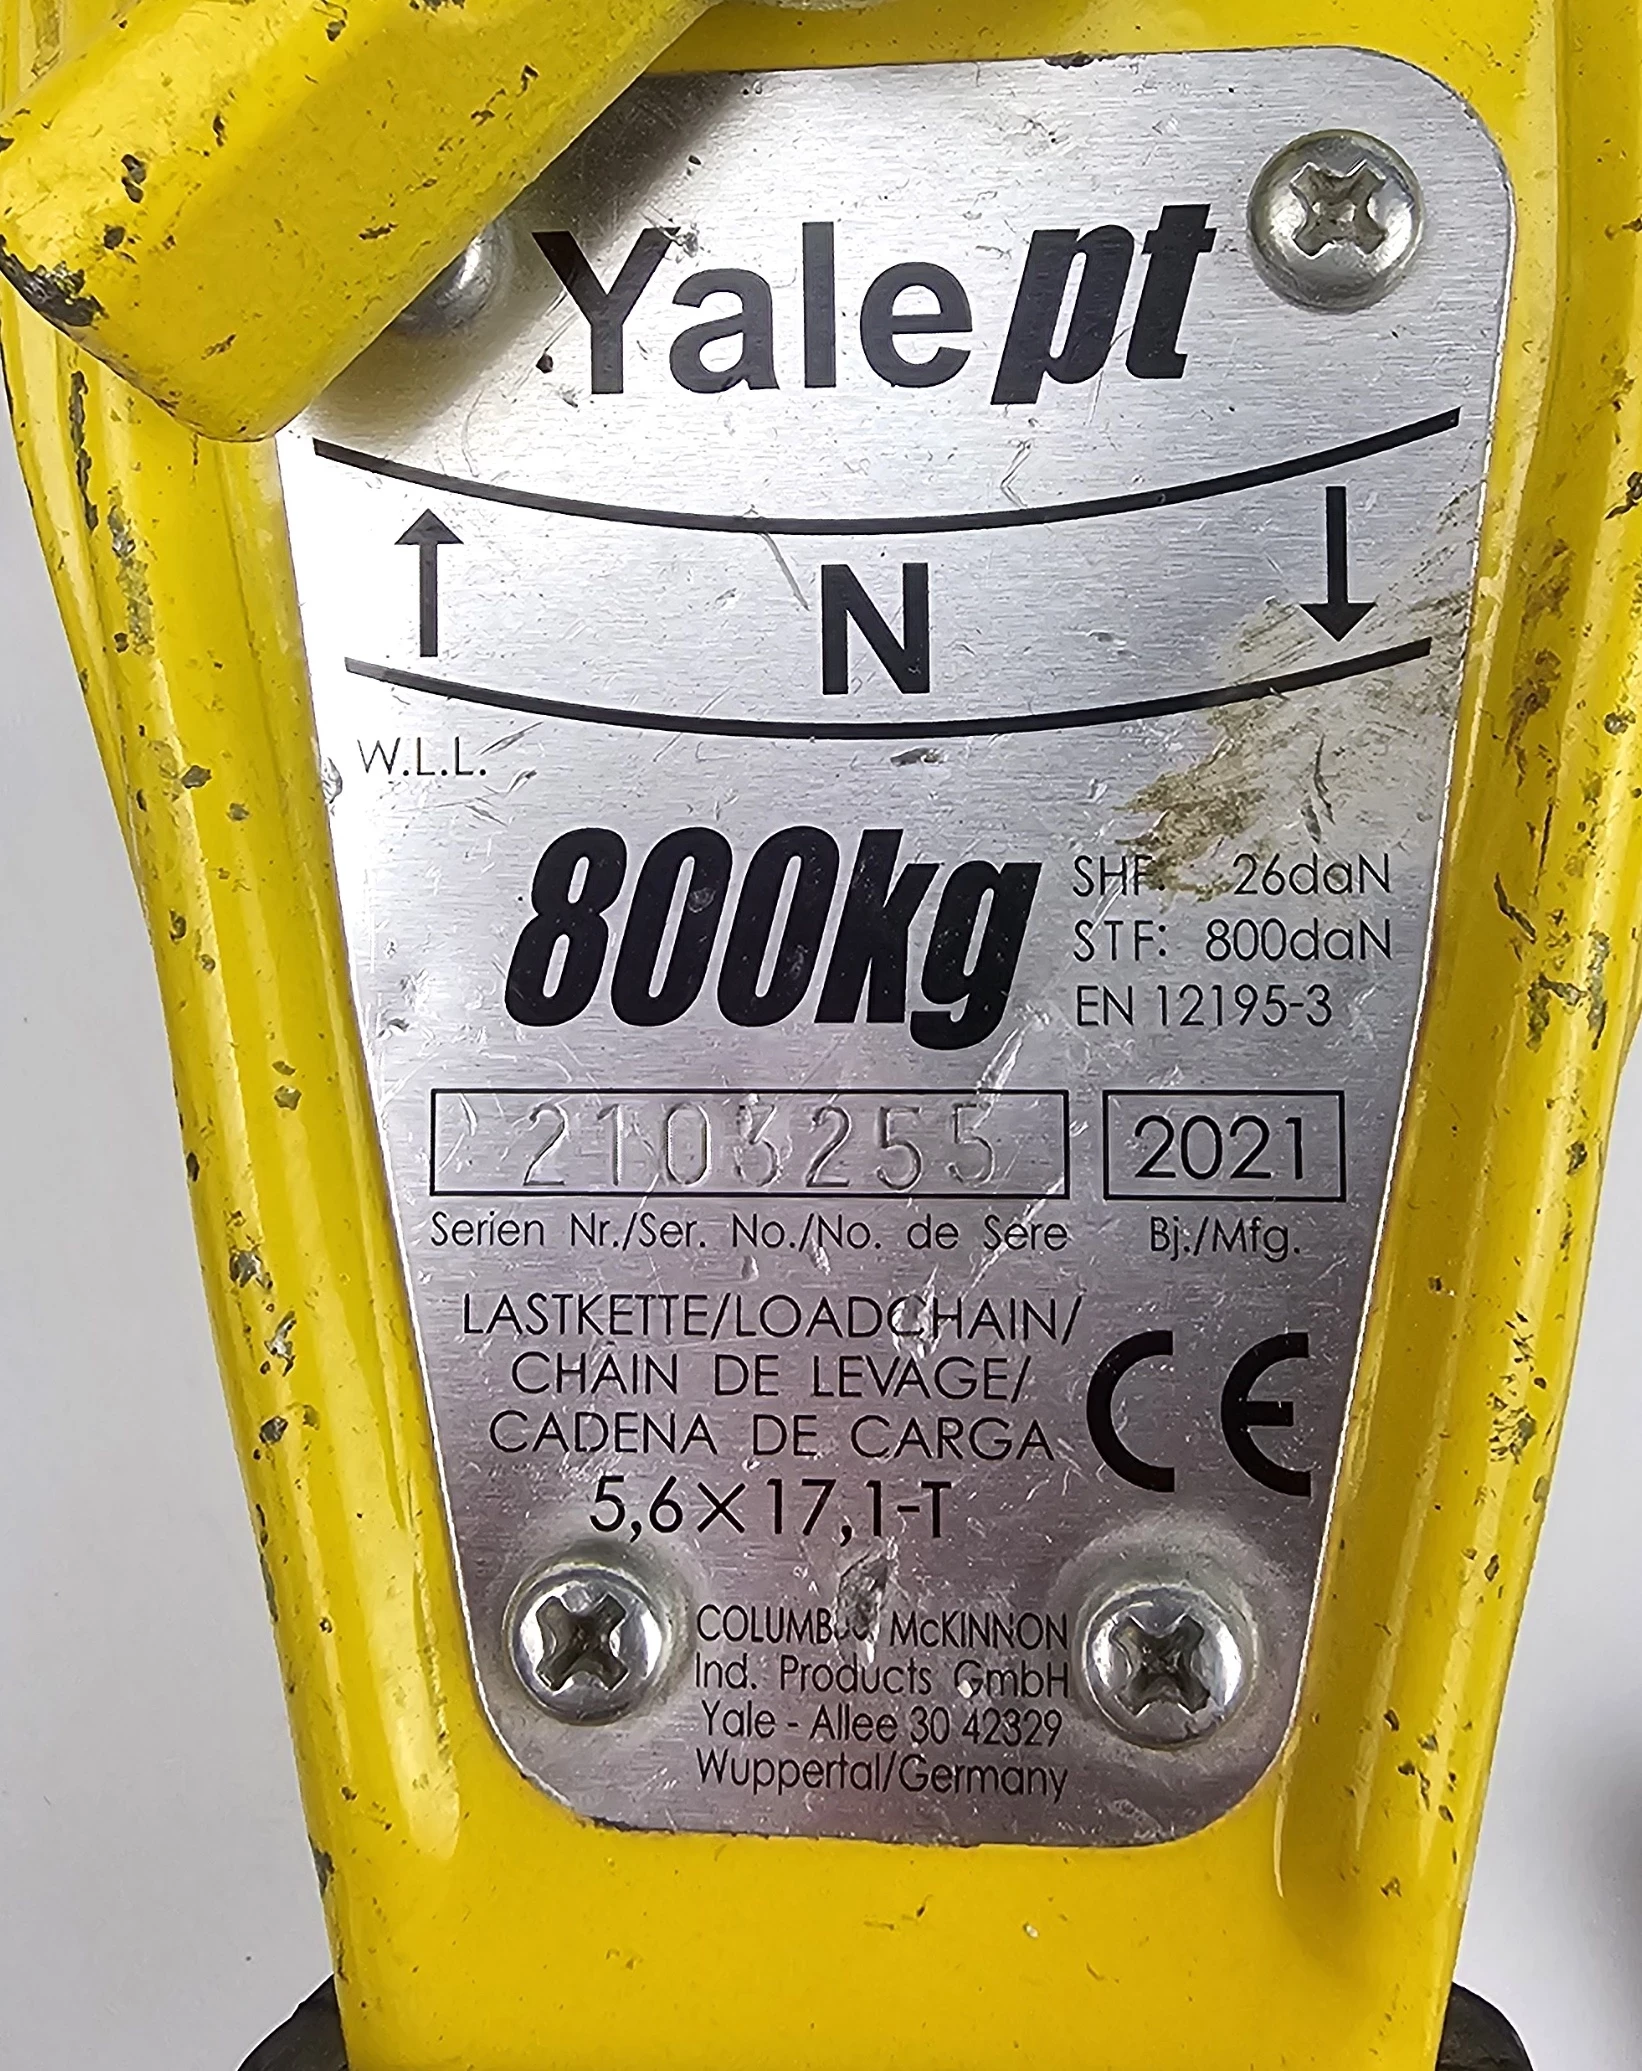 Yale pt
N
W.L.L.
800kg
SHF: 26daN
STF: 800daN
EN 12195-3
2103255
2021
Serien Nr./Ser. No./No. de Sere
Bj./Mfg.
LASTKETTE/LOADCHAIN/
CHAIN DE LEVAGE/
CADENA DE CARGA
5,6×17,1-T
CE
COLUMBUS McKINNON
Ind. Products GmbH
Yale - Allee 30 42329
Wuppertal/Germany